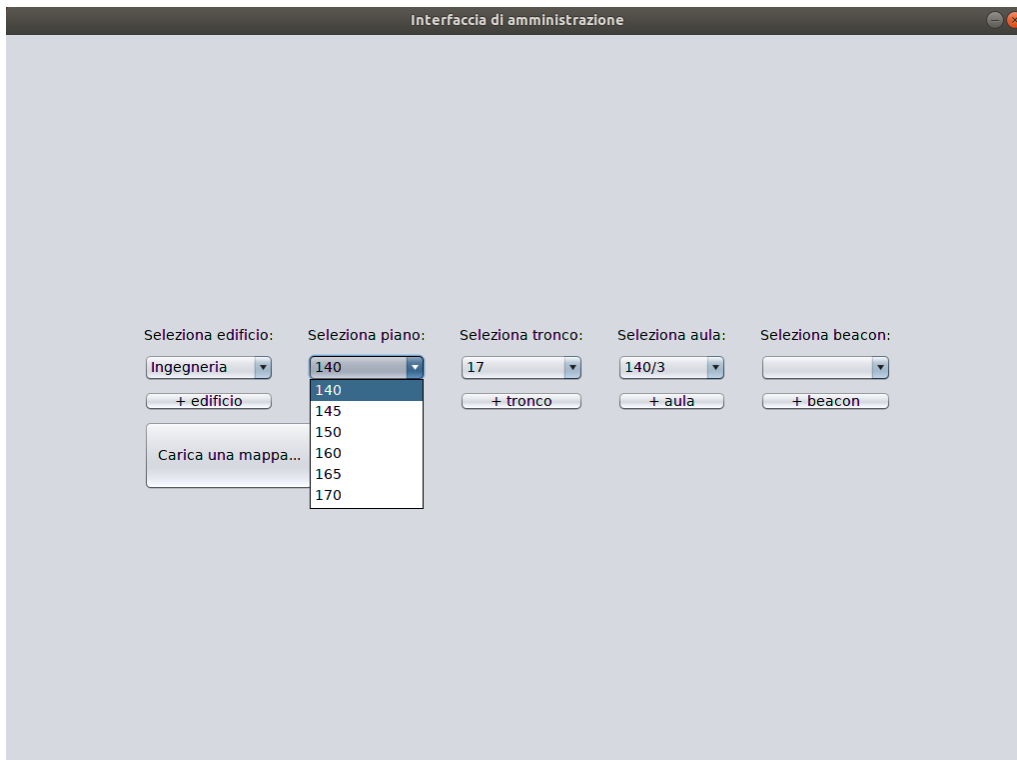 Interfaccia di amministrazione
Seleziona edificio: Seleziona piano: Seleziona tronco: Seleziona aula: Seleziona beacon:
Ingegneria 140 17 140/3
140
+ edificio + tronco + aula + beacon
145
150
Carica una mappa... 160
165
170